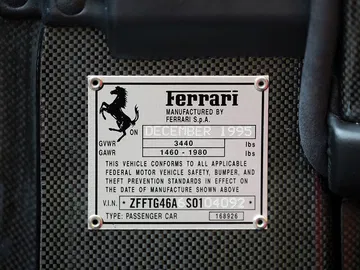 Ferrari
MANUFACTURED BY
FERRARI S.p.A.
ON DECEMBER 1995
GVWR 3440 lbs
GAWR 1460 - 1980 lbs
THIS VEHICLE CONFORMS TO ALL APPLICABLE
FEDERAL MOTOR VEHICLE SAFETY, BUMPER, AND
THEFT PREVENTION STANDARDS IN EFFECT ON
THE DATE OF MANUFACTURE SHOWN ABOVE
V.I.N. * ZFFTG46A S0104092 *
TYPE: PASSENGER CAR 168926